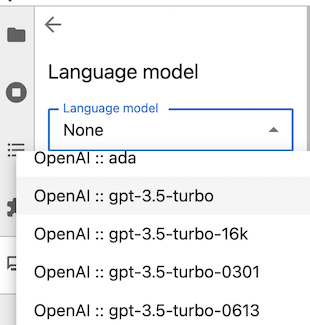 Language model
Language model
None
OpenAI :: ada
OpenAI :: gpt-3.5-turbo
OpenAI :: gpt-3.5-turbo-16k
OpenAI :: gpt-3.5-turbo-0301
OpenAI :: gpt-3.5-turbo-0613